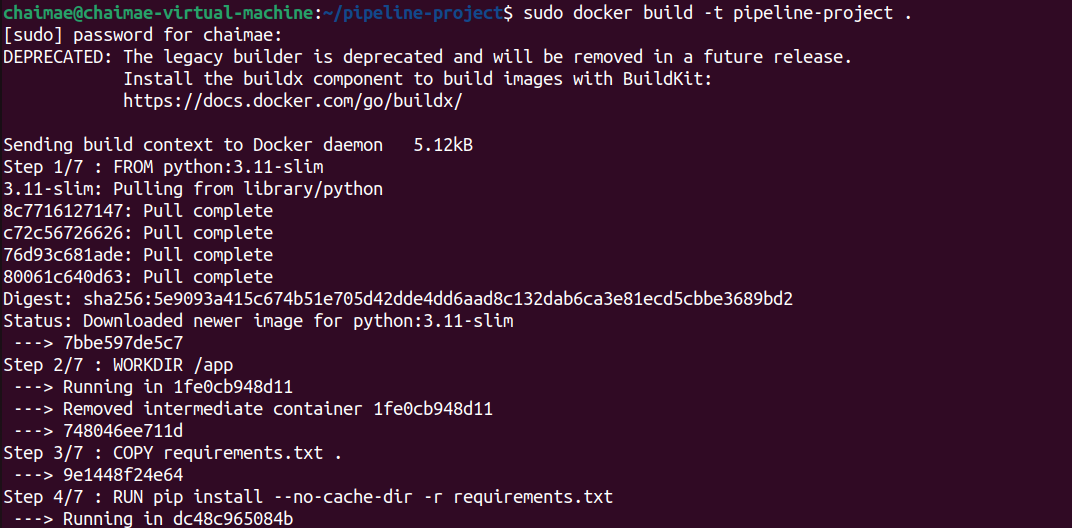 chaimae@chaimae-virtual-machine:~/pipeline-project$ sudo docker build -t pipeline-project .
[sudo] password for chaimae:
DEPRECATED: The legacy builder is deprecated and will be removed in a future release.
            Install the buildx component to build images with BuildKit:
            https://docs.docker.com/go/buildx/

Sending build context to Docker daemon   5.12kB
Step 1/7 : FROM python:3.11-slim
3.11-slim: Pulling from library/python
8c7716127147: Pull complete
c72c56726626: Pull complete
76d93c681ade: Pull complete
80061c640d63: Pull complete
Digest: sha256:5e9093a415c674b51e705d42dde4dd6aad8c132dab6ca3e81ecd5cbbe3689bd2
Status: Downloaded newer image for python:3.11-slim
 ---> 7bbe597de5c7
Step 2/7 : WORKDIR /app
 ---> Running in 1fe0cb948d11
 ---> Removed intermediate container 1fe0cb948d11
 ---> 748046ee711d
Step 3/7 : COPY requirements.txt .
 ---> 9e1448f24e64
Step 4/7 : RUN pip install --no-cache-dir -r requirements.txt
 ---> Running in dc48c965084b